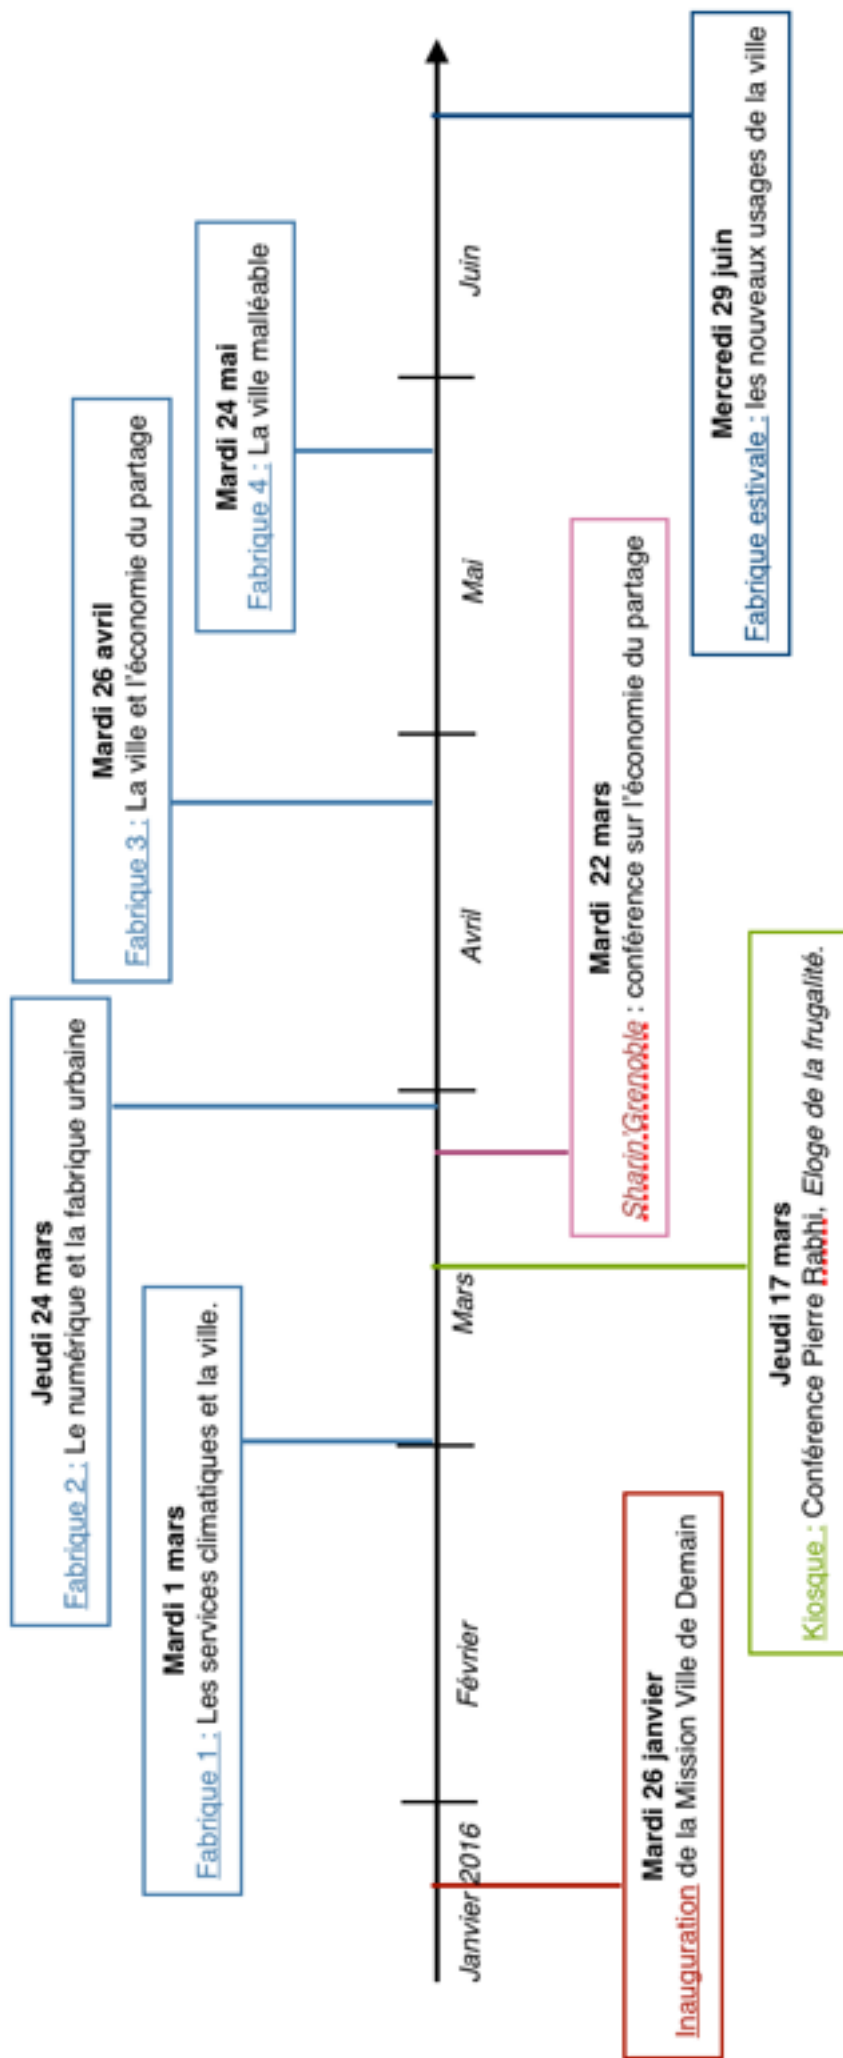 Jeudi 24 mars
Fabrique 2 : Le numérique et la fabrique urbaine
Mardi 26 avril
Fabrique 3 : La ville et l'économie du partage
Mardi 1 mars
Fabrique 1 : Les services climatiques et la ville.
Mardi 24 mai
Fabrique 4 : La ville malléable
Janvier 2016
Février
Mars
Avril
Mai
Juin
Mardi 22 mars
Sharin'Grenoble : conférence sur l'économie du partage
Mardi 26 janvier
Inauguration de la Mission Ville de Demain
Mercredi 29 juin
Fabrique estivale : les nouveaux usages de la ville
Jeudi 17 mars
Kiosque : Conférence Pierre Rabhi, Eloge de la frugalité.